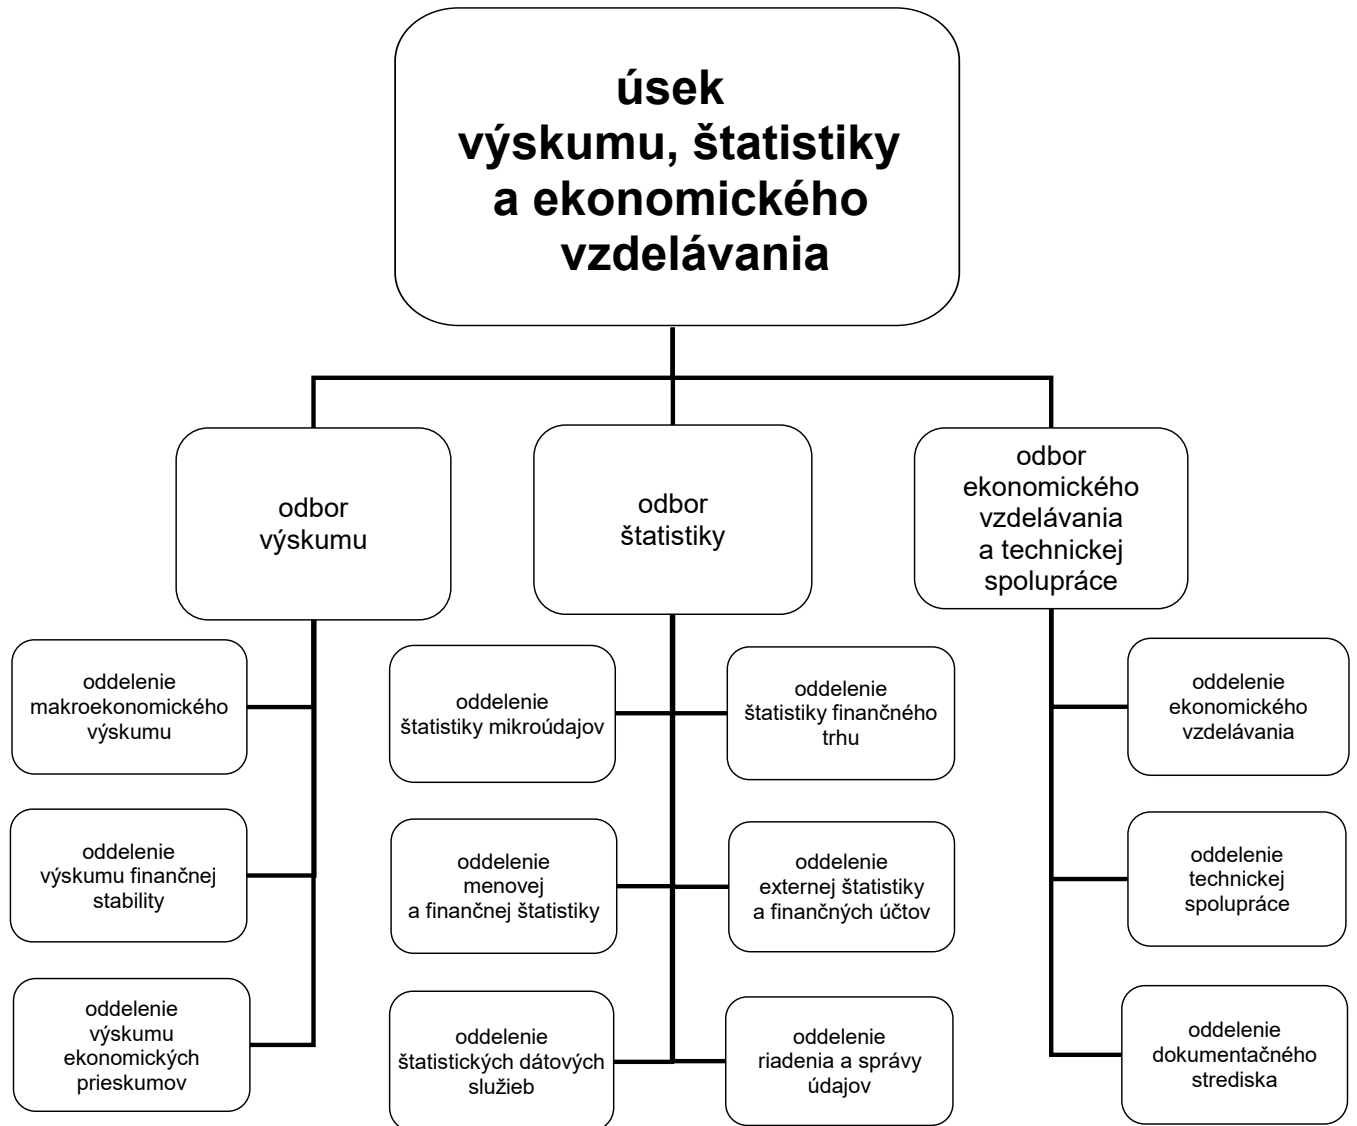 úsek
výskumu, štatistiky
a ekonomického
vzdelávania
odbor
výskumu
odbor
štatistiky
odbor
ekonomického
vzdelávania
a technickej
spolupráce
oddelenie
makroekonomického
výskumu
oddelenie
výskumu finančnej
stability
oddelenie
výskumu
ekonomických
prieskumov
oddelenie
štatistiky mikroúdajov
oddelenie
štatistiky finančného
trhu
oddelenie
menovej
a finančnej štatistiky
oddelenie
externej štatistiky
a finančných účtov
oddelenie
štatistických dátových
služieb
oddelenie
riadenia a správy
údajov
oddelenie
ekonomického
vzdelávania
oddelenie
technickej
spolupráce
oddelenie
dokumentačného
strediska